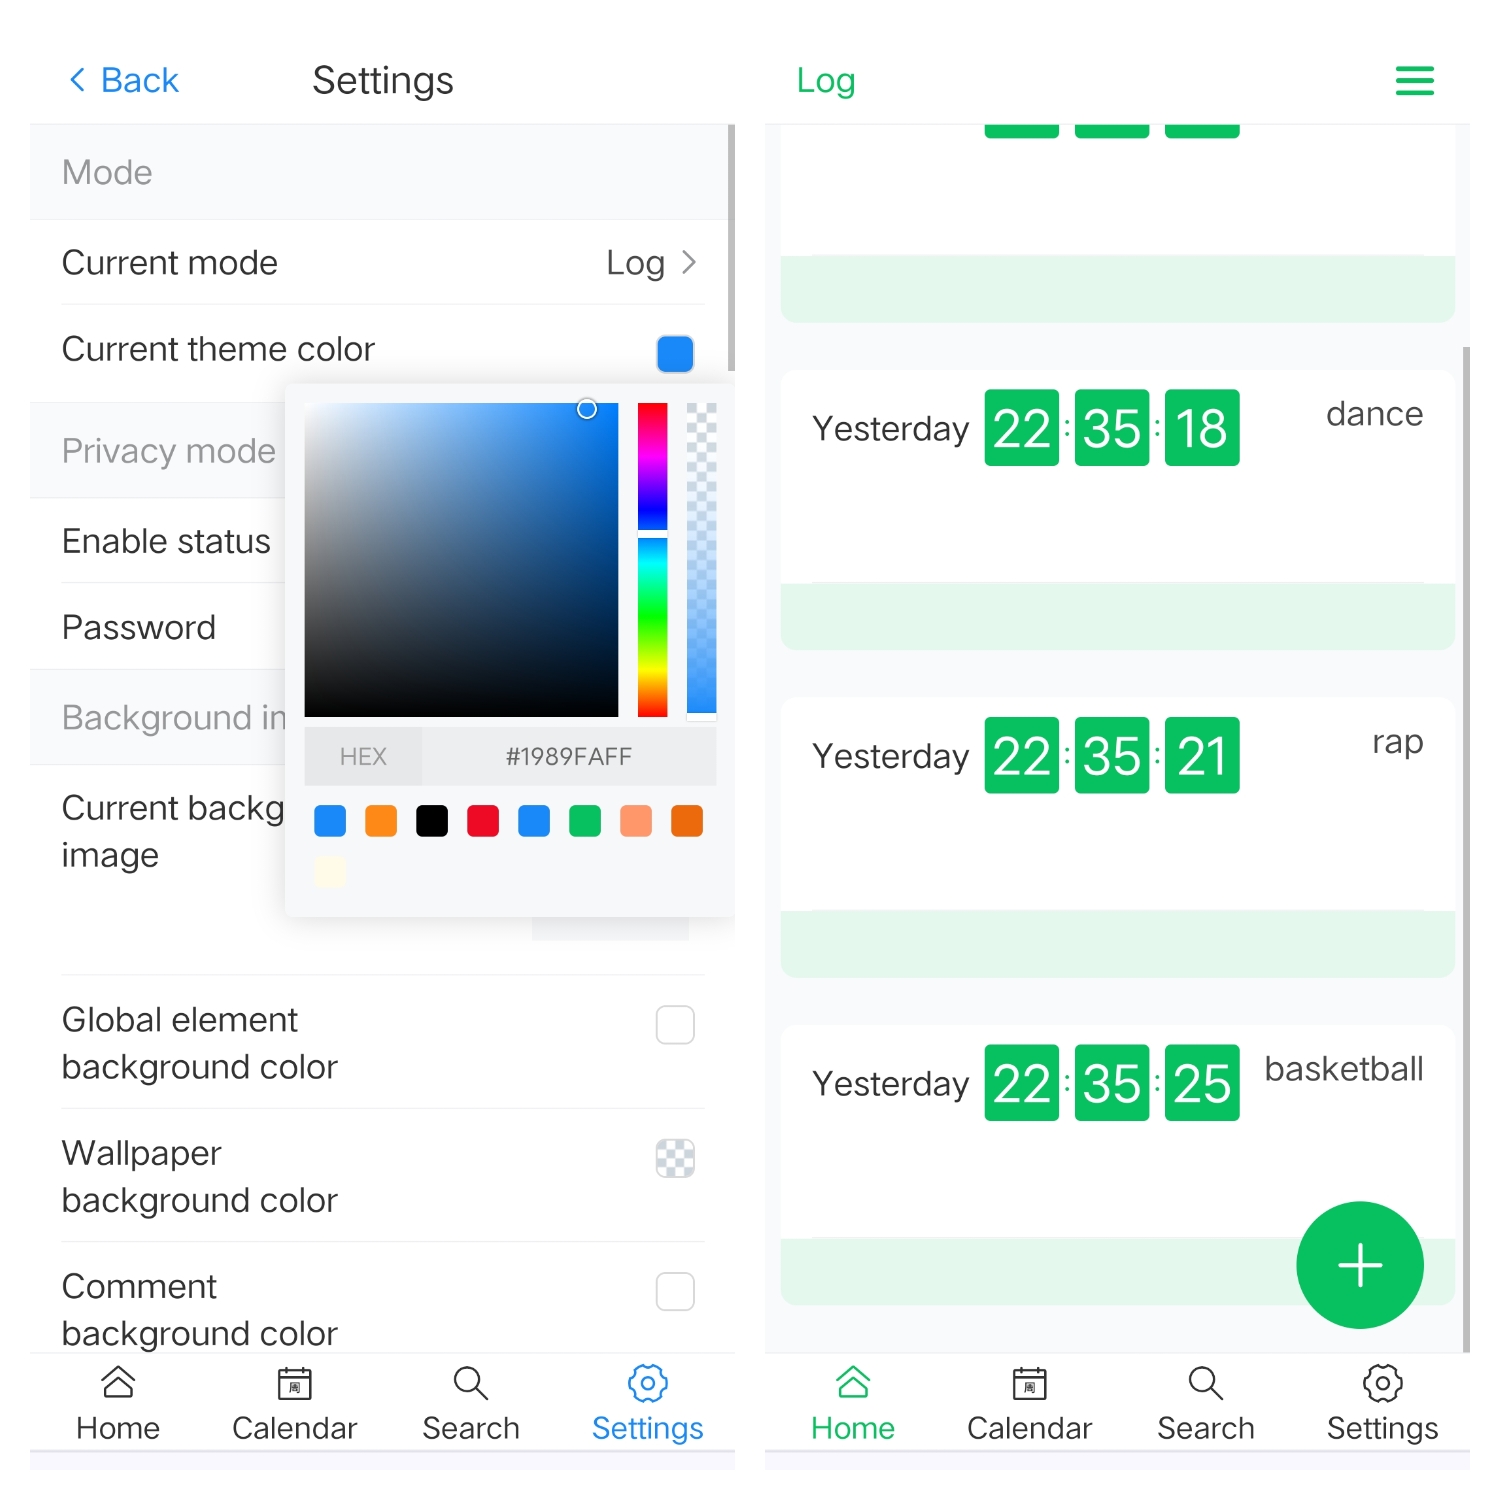 Back
Settings
Mode
Current mode
Log
Current theme color
Privacy mode
Enable status
Password
Background in
HEX
#1989FAFF
Current backg
image
Global element
background color
Wallpaper
background color
Comment
background color
周
Home
Calendar
Search
Settings
Log
Yesterday 22:35:18
dance
Yesterday 22:35:21
rap
Yesterday 22:35:25
basketball
周
Home
Calendar
Search
Settings